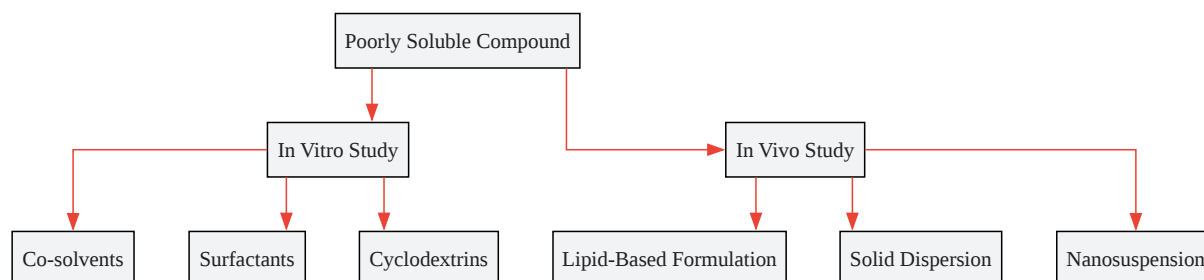 Poorly Soluble Compound
In Vitro Study
In Vivo Study
Co-solvents
Surfactants
Cyclodextrins
Lipid-Based Formulation
Solid Dispersion
Nanosuspension